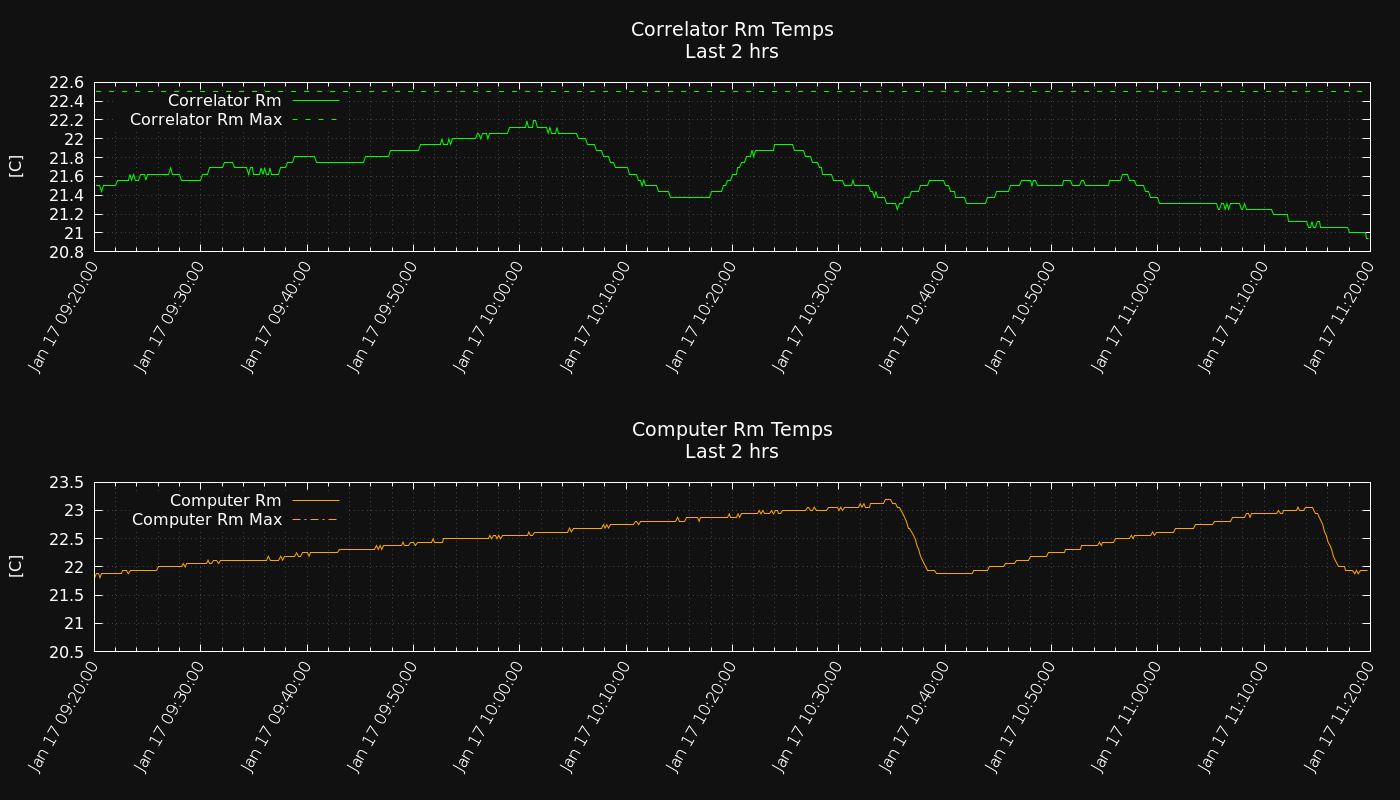 Correlator Rm Temps
Last 2 hrs
22.6
22.4
22.2
22
21.8
21.6
21.4
21.2
21
20.8
[C]
Correlator Rm
Correlator Rm Max
Jan 17 09:20:00
Jan 17 09:30:00
Jan 17 09:40:00
Jan 17 09:50:00
Jan 17 10:00:00
Jan 17 10:10:00
Jan 17 10:20:00
Jan 17 10:30:00
Jan 17 10:40:00
Jan 17 10:50:00
Jan 17 11:00:00
Jan 17 11:10:00
Jan 17 11:20:00
Computer Rm Temps
Last 2 hrs
23.5
23
22.5
22
21.5
21
20.5
[C]
Computer Rm
Computer Rm Max
Jan 17 09:20:00
Jan 17 09:30:00
Jan 17 09:40:00
Jan 17 09:50:00
Jan 17 10:00:00
Jan 17 10:10:00
Jan 17 10:20:00
Jan 17 10:30:00
Jan 17 10:40:00
Jan 17 10:50:00
Jan 17 11:00:00
Jan 17 11:10:00
Jan 17 11:20:00